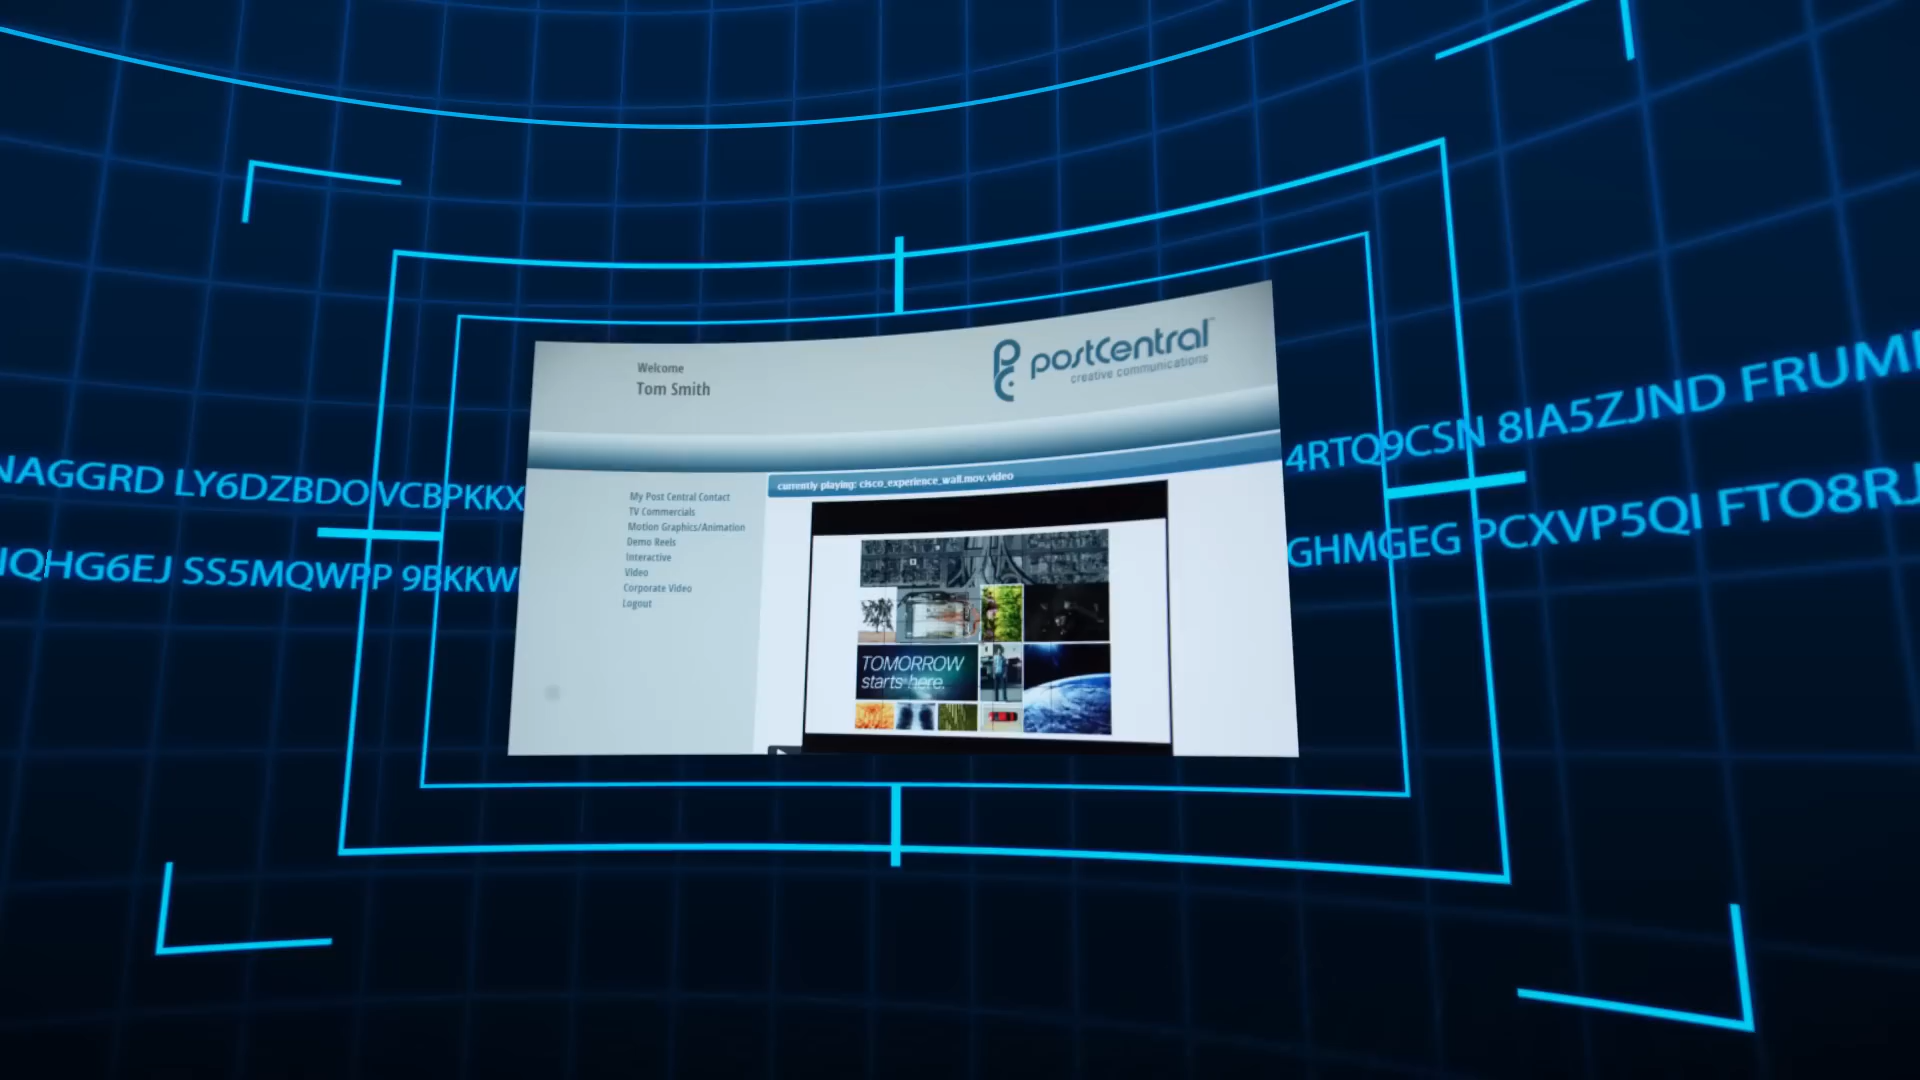 Welcome
Tom Smith
postCentral
creative communications
NAGGRD LY6DZBDO VCBPKKX
QHG6EJ SS5MQWPP 9BKKW
4RTQ9CSN 8IA5ZJND FRUM
GHMGEG PCXVP5QI FTO8RJ
currently playing: cisco_experience_wall.mov.video
My Post Central Contact
TV Commercials
Motion Graphics/Animation
Demo Reels
Interactive
Video
Corporate Video
Logout
TOMORROW
starts here.